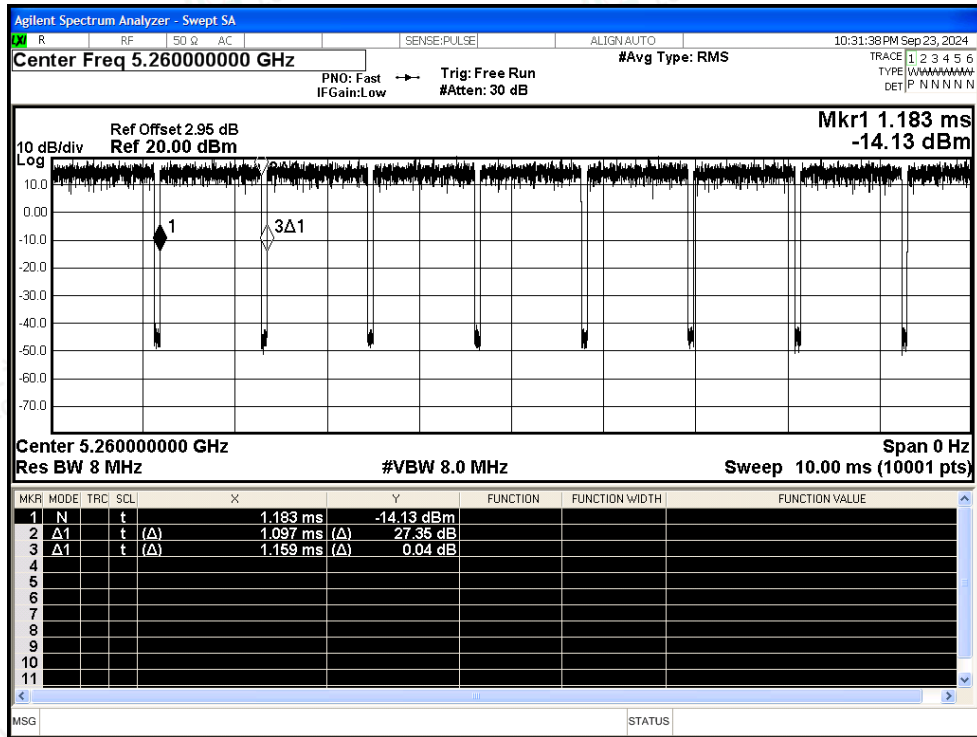 Agilent Spectrum Analyzer - Swept SA
LXI R RF 50 Ω AC SENSE:PULSE ALIGN AUTO 10:31:38 PM Sep 23, 2024
Center Freq 5.260000000 GHz #Avg Type: RMS TRACE 1 2 3 4 5 6
PNO: Fast Trig: Free Run TYPE
IFGain:Low #Atten: 30 dB DET P N N N N N
Mkr1 1.183 ms
Ref Offset 2.95 dB
10 dB/div Ref 20.00 dBm -14.13 dBm
Log
10.0
0.00
1 3Δ1
-10.0
-20.0
-30.0
-40.0
-50.0
-60.0
-70.0
Center 5.260000000 GHz Span 0 Hz
Res BW 8 MHz #VBW 8.0 MHz Sweep 10.00 ms (10001 pts)
MKR MODE TRC SCL X Y FUNCTION FUNCTION WIDTH FUNCTION VALUE
1 N t 1.183 ms -14.13 dBm
2 Δ1 t (Δ) 1.097 ms (Δ) 27.35 dB
3 Δ1 t (Δ) 1.159 ms (Δ) 0.04 dB
4
5
6
7
8
9
10
11
MSG STATUS